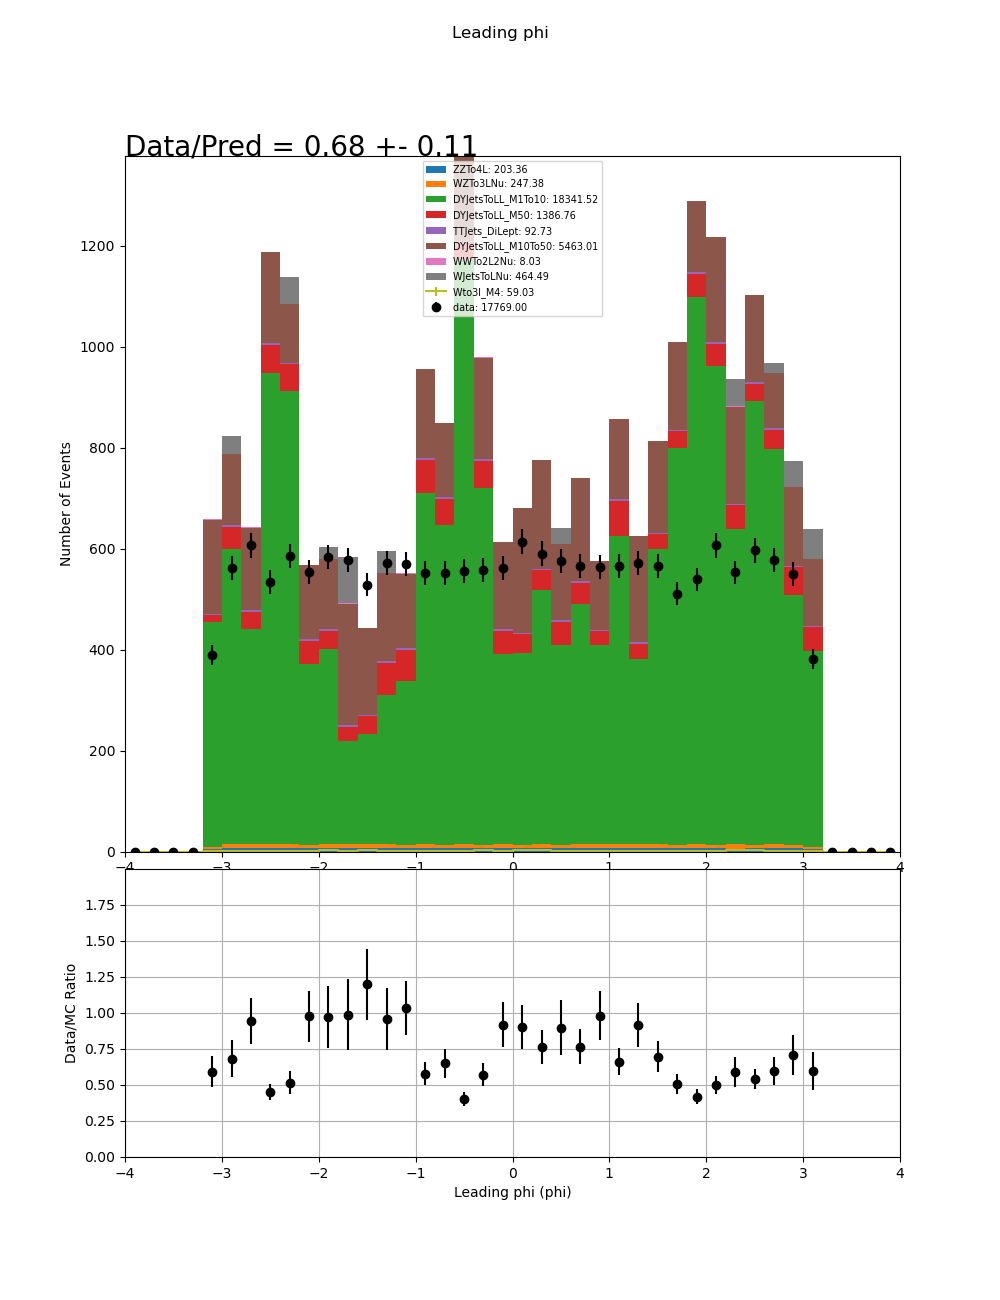 Leading phi
Data/Pred = 0.68 +- 0.11
ZZTo4L: 203.36
WZTo3LNu: 247.38
DYJetsToLL_M1To10: 18341.52
DYJetsToLL_M50: 1386.76
TTJets_DiLept: 92.73
DYJetsToLL_M10To50: 5463.01
WWTo2L2Nu: 8.03
WJetsToLNu: 464.49
Wto3l_M4: 59.03
data: 17769.00
Number of Events
1200
1000
800
600
400
200
0
−4 −3 −2 −1 0 1 2 3 4
Data/MC Ratio
1.75
1.50
1.25
1.00
0.75
0.50
0.25
0.00
−4 −3 −2 −1 0 1 2 3 4
Leading phi (phi)